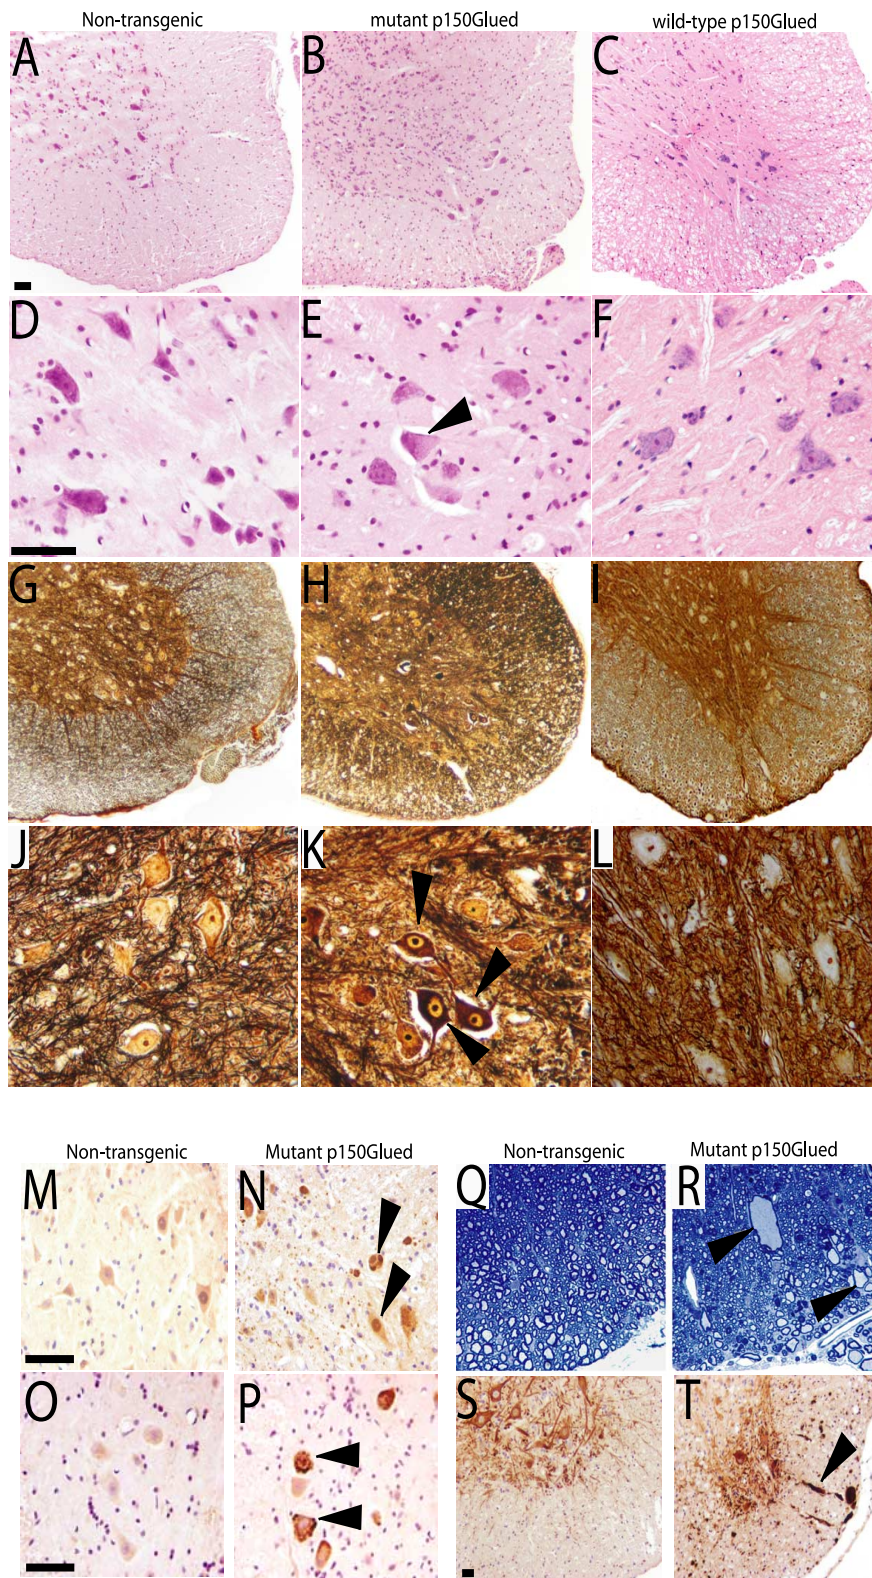 Non-transgenic mutant p150Glued wild-type p150Glued
A B C
D E F
G H I
J K L
Non-transgenic Mutant p150Glued Non-transgenic Mutant p150Glued
M N Q R
O P S T